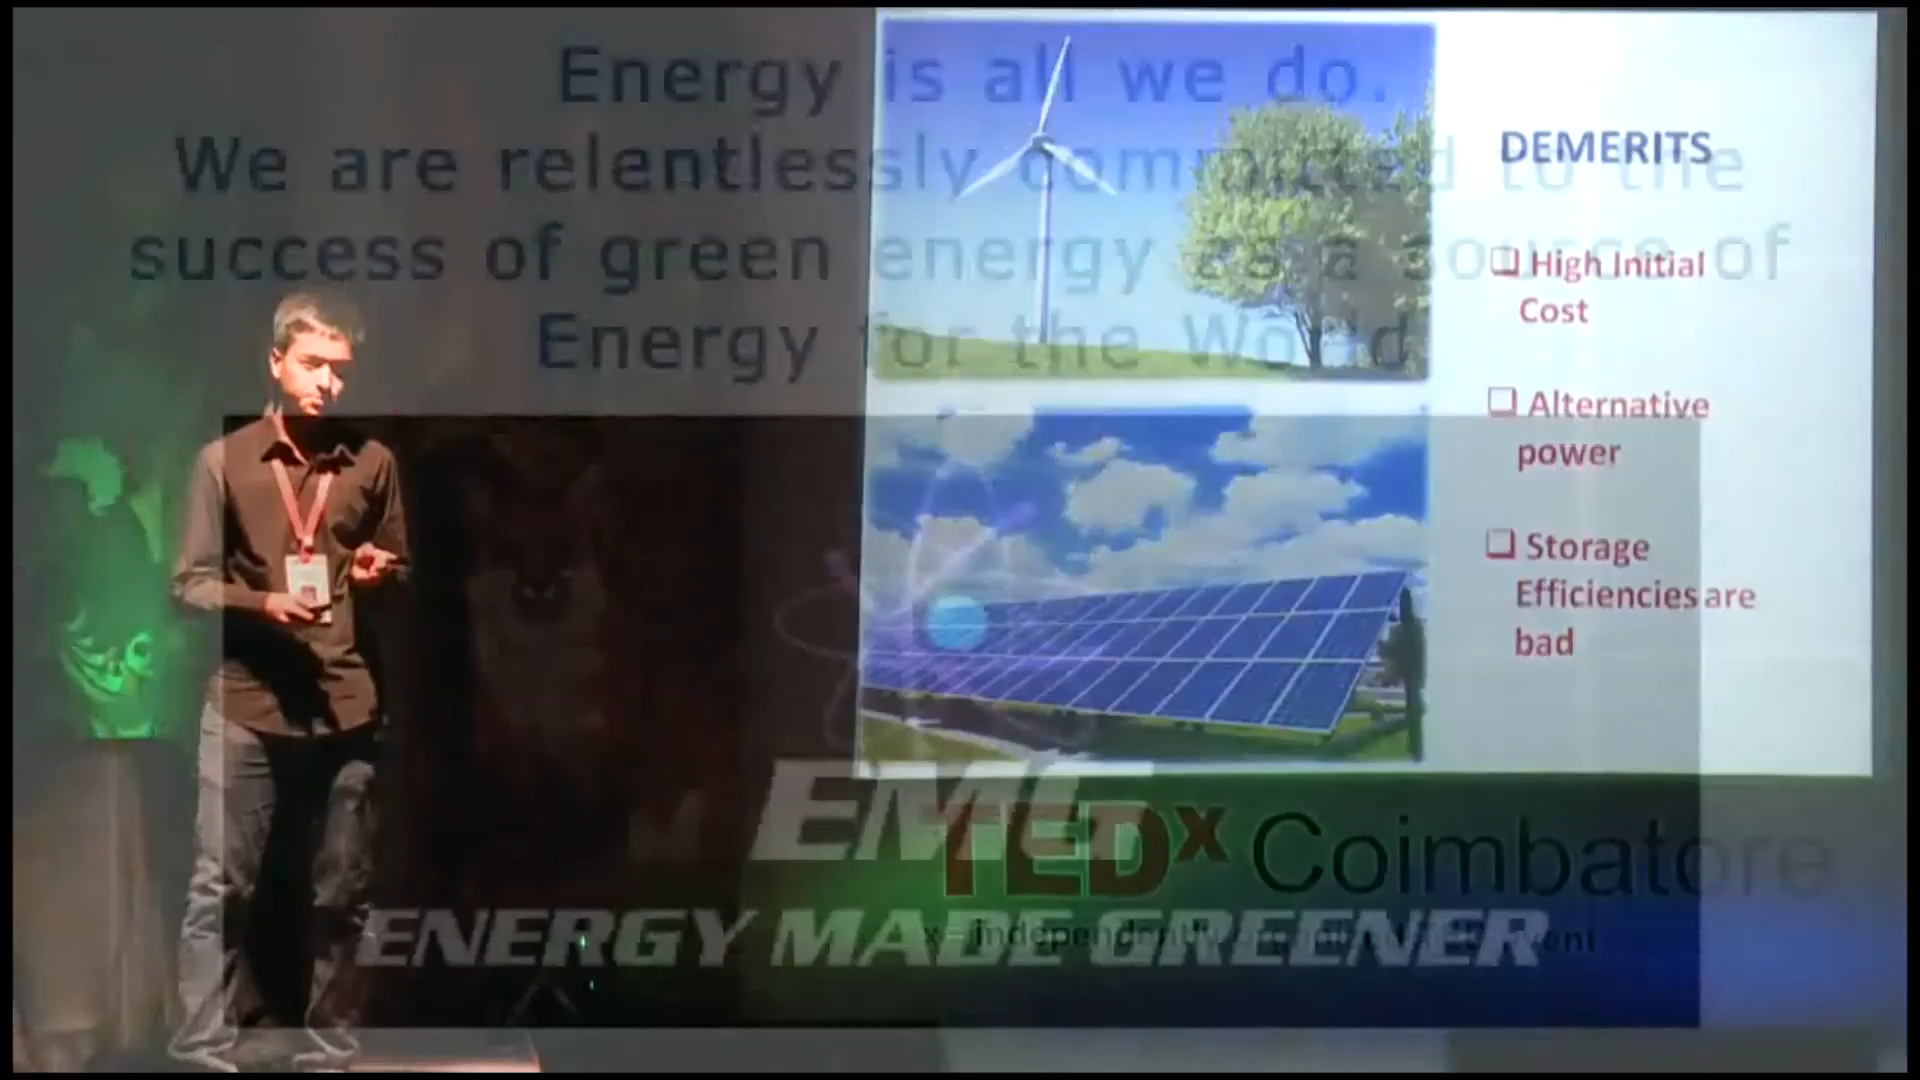 Energy is all we do.
We are relentlessly committed to the
success of green energy as a source of
Energy for the World
DEMERITS
❑ High Initial
Cost
❑ Alternative
power
❑ Storage
Efficiencies are
bad
EMG
TEDx Coimbatore
x = independently organized TED event
ENERGY MADE GREENER